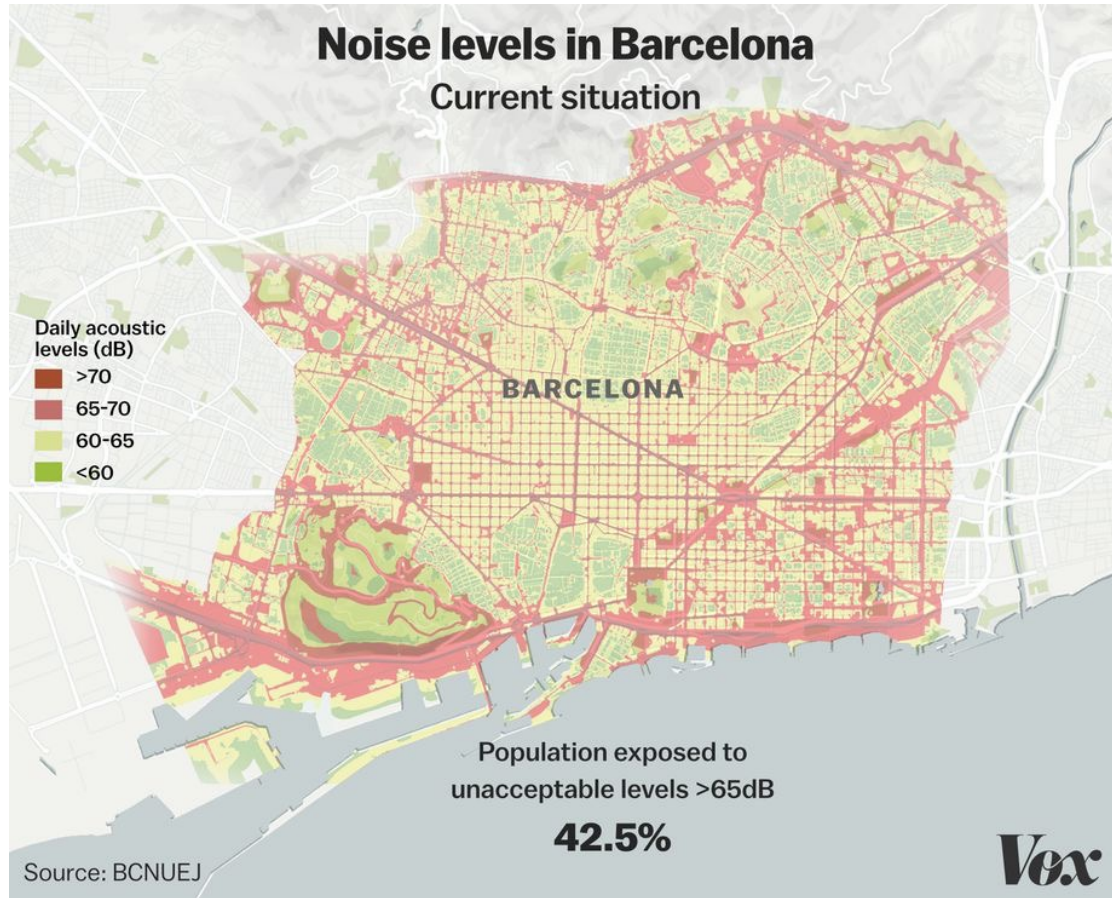 Noise levels in Barcelona
Current situation
Daily acoustic
levels (dB)
>70
65-70
60-65
<60
BARCELONA
Population exposed to
unacceptable levels >65dB
42.5%
Source: BCNUEJ
Vox